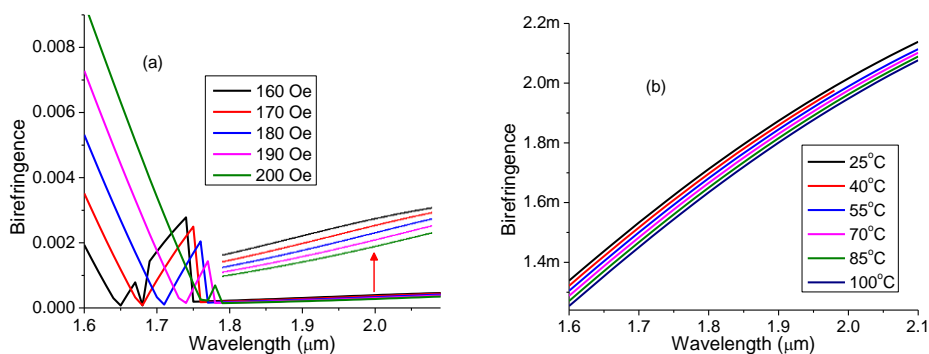 (a)
0.008
0.006
0.004
0.002
0.000
Birefringence
160 Oe
170 Oe
180 Oe
190 Oe
200 Oe
1.6 1.7 1.8 1.9 2.0
Wavelength (μm)
(b)
2.2m
2.0m
1.8m
1.6m
1.4m
Birefringence
25°C
40°C
55°C
70°C
85°C
100°C
1.6 1.7 1.8 1.9 2.0 2.1
Wavelength (μm)